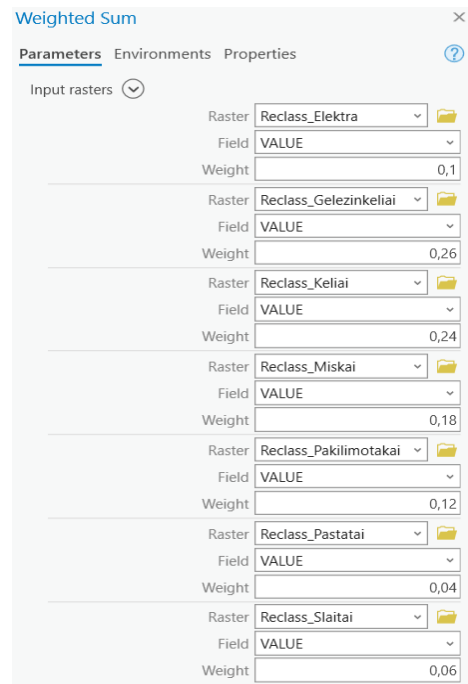 Weighted Sum
Parameters Environments Properties
Input rasters
Raster Reclass_Elektra
Field VALUE
Weight 0,1
Raster Reclass_Gelezinkeliai
Field VALUE
Weight 0,26
Raster Reclass_Keliai
Field VALUE
Weight 0,24
Raster Reclass_Miskai
Field VALUE
Weight 0,18
Raster Reclass_Pakilimotakai
Field VALUE
Weight 0,12
Raster Reclass_Pastatai
Field VALUE
Weight 0,04
Raster Reclass_Slaitai
Field VALUE
Weight 0,06